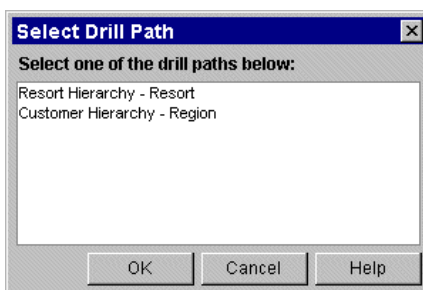 Select Drill Path
Select one of the drill paths below:
Resort Hierarchy - Resort
Customer Hierarchy - Region
OK Cancel Help